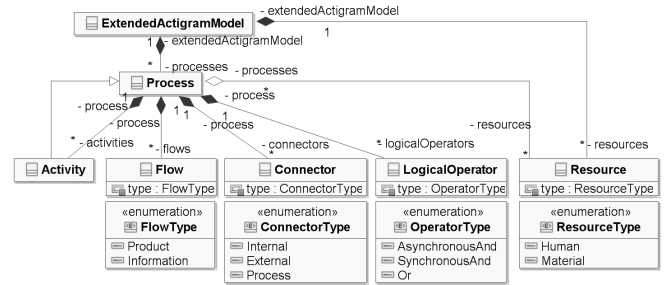 - extendedActigramModel
ExtendedActigramModel
1
1
- extendedActigramModel
* - processes
- processes
Process
*
1
- process
- process
1
1
- process
1
- process
- resources
* - activities
* - flows
- connectors
*
* - logicalOperators
*
* - resources
Activity
Flow
type : FlowType
Connector
type : ConnectorType
LogicalOperator
type : OperatorType
Resource
type : ResourceType
«enumeration»
FlowType
Product
Information
«enumeration»
ConnectorType
Internal
External
Process
«enumeration»
OperatorType
AsynchronousAnd
SynchronousAnd
Or
«enumeration»
ResourceType
Human
Material